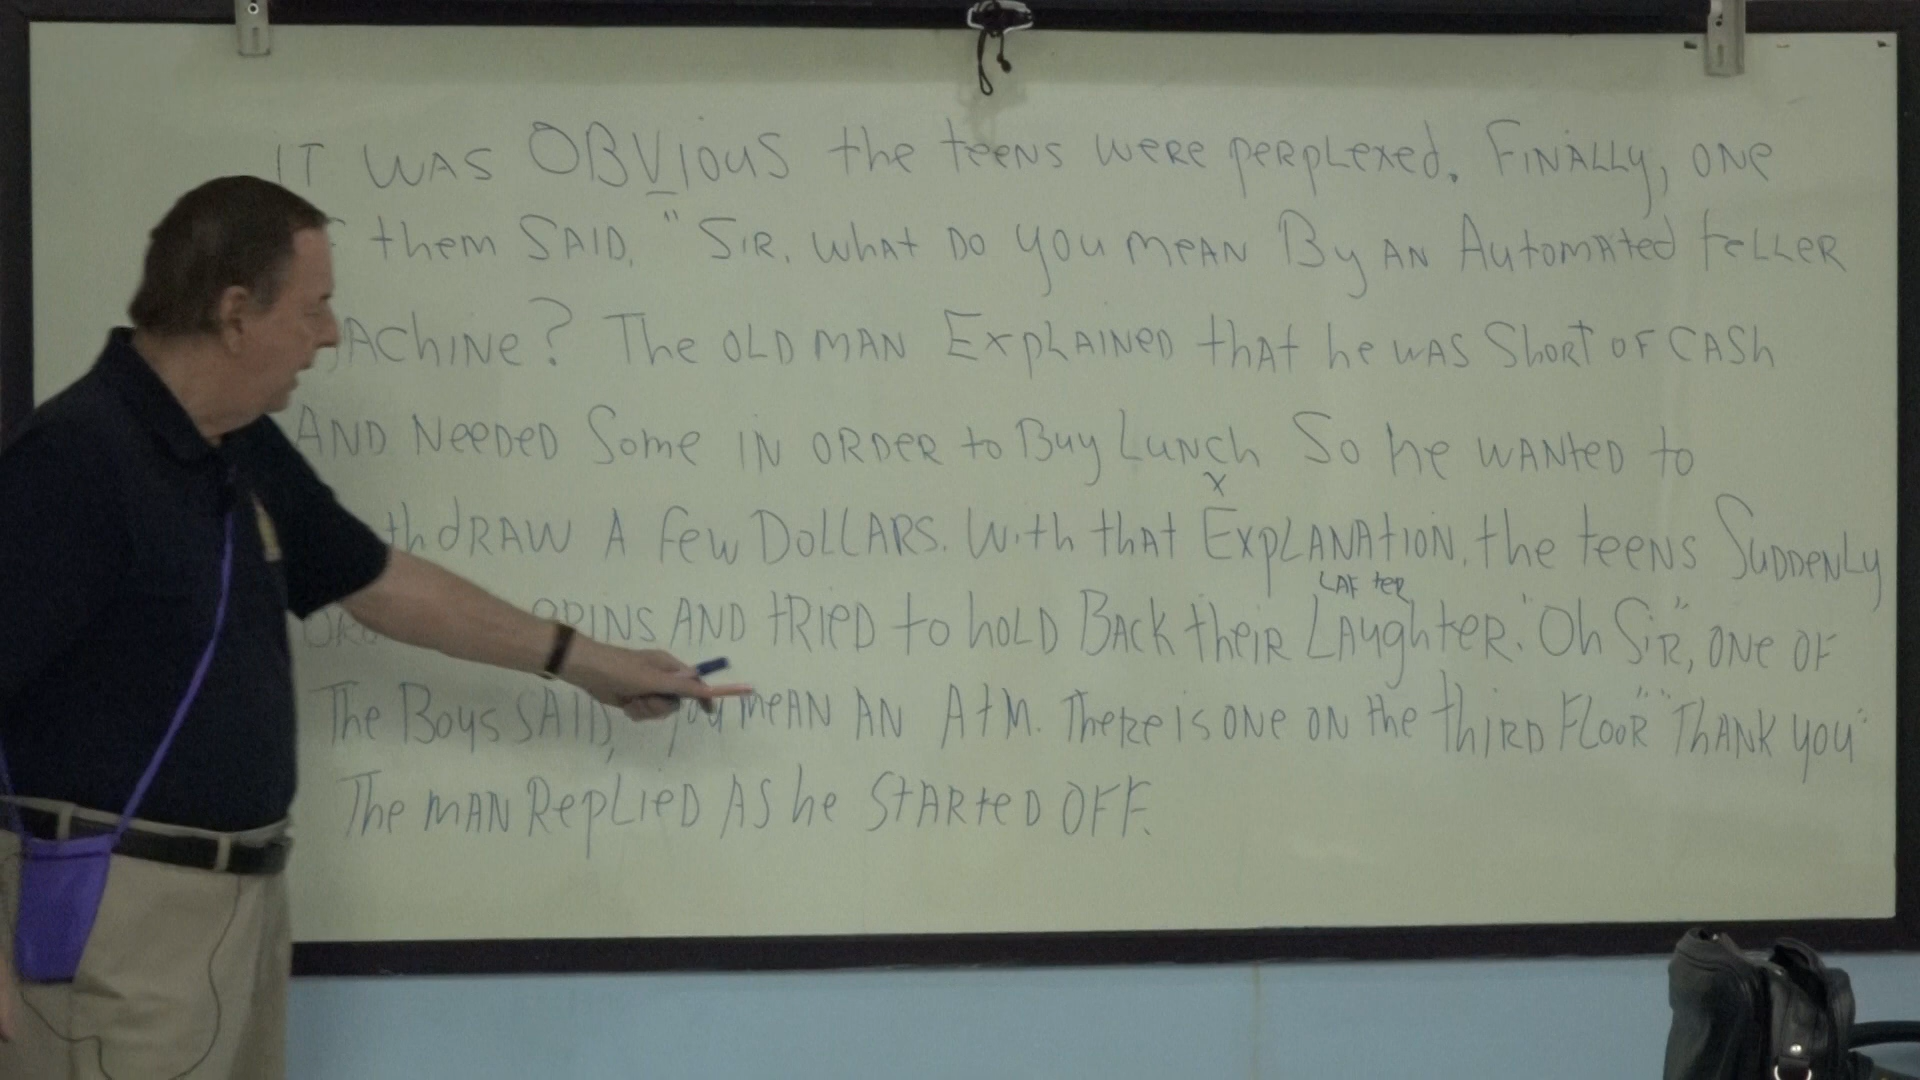 IT WAS OBVIOUS the teens were perplexed. Finally, one
them SAID, "Sir, what do you mean By an Automated teller
Machine? The old man Explained that he was Short of cash
AND Needed Some in order to Buy Lunch So he wanted to
thdraw A few Dollars. With that Explanation, the teens Suddenly
x
LAF ter
GRINS AND tried to hold Back their Laughter. "Oh Sir", one of
The Boys SAID, you mean AN AtM. There is one on the third Floor" "Thank you"
The man Replied As he started off.